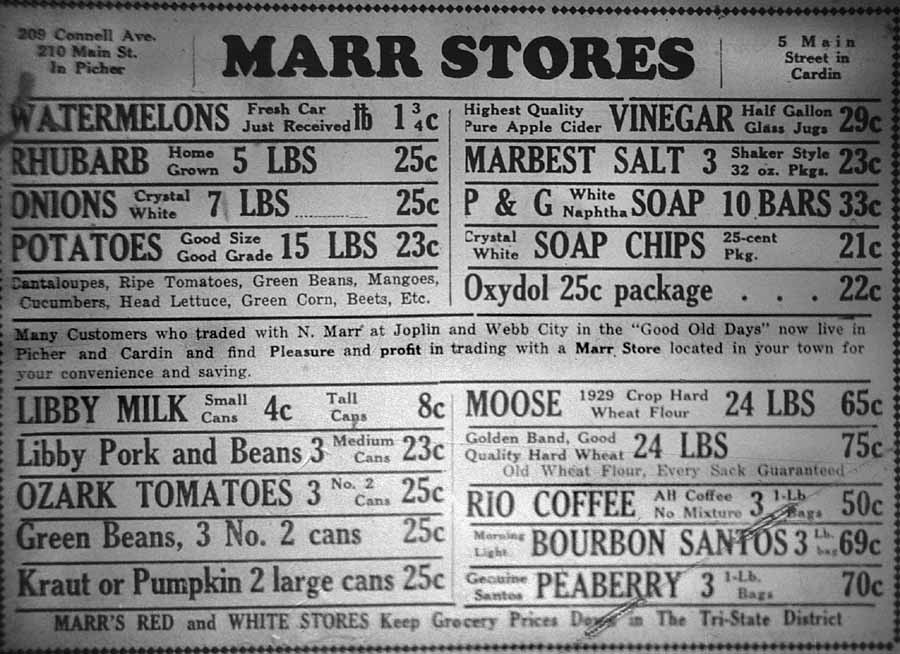 209 Connell Ave.
210 Main St.
In Picher
MARR STORES
5 Main
Street in
Cardin
WATERMELONS Fresh Car Just Received lb 1 3/4c
RHUBARB Home Grown 5 LBS 25c
ONIONS Crystal White 7 LBS 25c
POTATOES Good Size Good Grade 15 LBS 23c
Cantaloupes, Ripe Tomatoes, Green Beans, Mangoes,
Cucumbers, Head Lettuce, Green Corn, Beets, Etc.
Highest Quality Pure Apple Cider VINEGAR Half Gallon Glass Jugs 29c
MARBEST SALT 3 Shaker Style 32 oz. Pkgs. 23c
P & G White Naphtha SOAP 10 BARS 33c
Crystal White SOAP CHIPS 25-cent Pkg. 21c
Oxydol 25c package . . . 22c
Many Customers who traded with N. Marr at Joplin and Webb City in the "Good Old Days" now live in
Picher and Cardin and find Pleasure and profit in trading with a Marr Store located in your town for
your convenience and saving.
LIBBY MILK Small Cans 4c Tall Cans 8c
Libby Pork and Beans 3 Medium Cans 23c
OZARK TOMATOES 3 No. 2 Cans 25c
Green Beans, 3 No. 2 cans 25c
Kraut or Pumpkin 2 large cans 25c
MOOSE 1929 Crop Hard Wheat Flour 24 LBS 65c
Golden Band, Good Quality Hard Wheat 24 LBS 75c
Old Wheat Flour, Every Sack Guaranteed
RIO COFFEE All Coffee No Mixture 3 1-Lb Bags 50c
Morning Light BOURBON SANTOS 3 Lb. bag 69c
Genuine Santos PEABERRY 3 1-Lb. Bags 70c
MARR'S RED and WHITE STORES Keep Grocery Prices Down in The Tri-State District